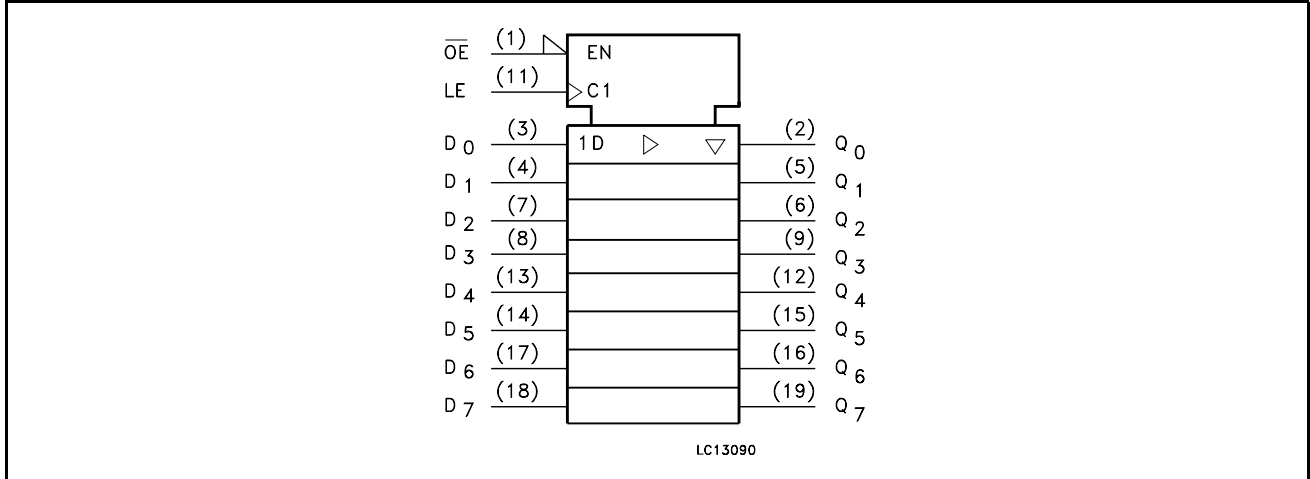 O̅E̅ (1) EN
LE (11) C1
D0 (3) 1D (2) Q0
D1 (4) (5) Q1
D2 (7) (6) Q2
D3 (8) (9) Q3
D4 (13) (12) Q4
D5 (14) (15) Q5
D6 (17) (16) Q6
D7 (18) (19) Q7
LC13090